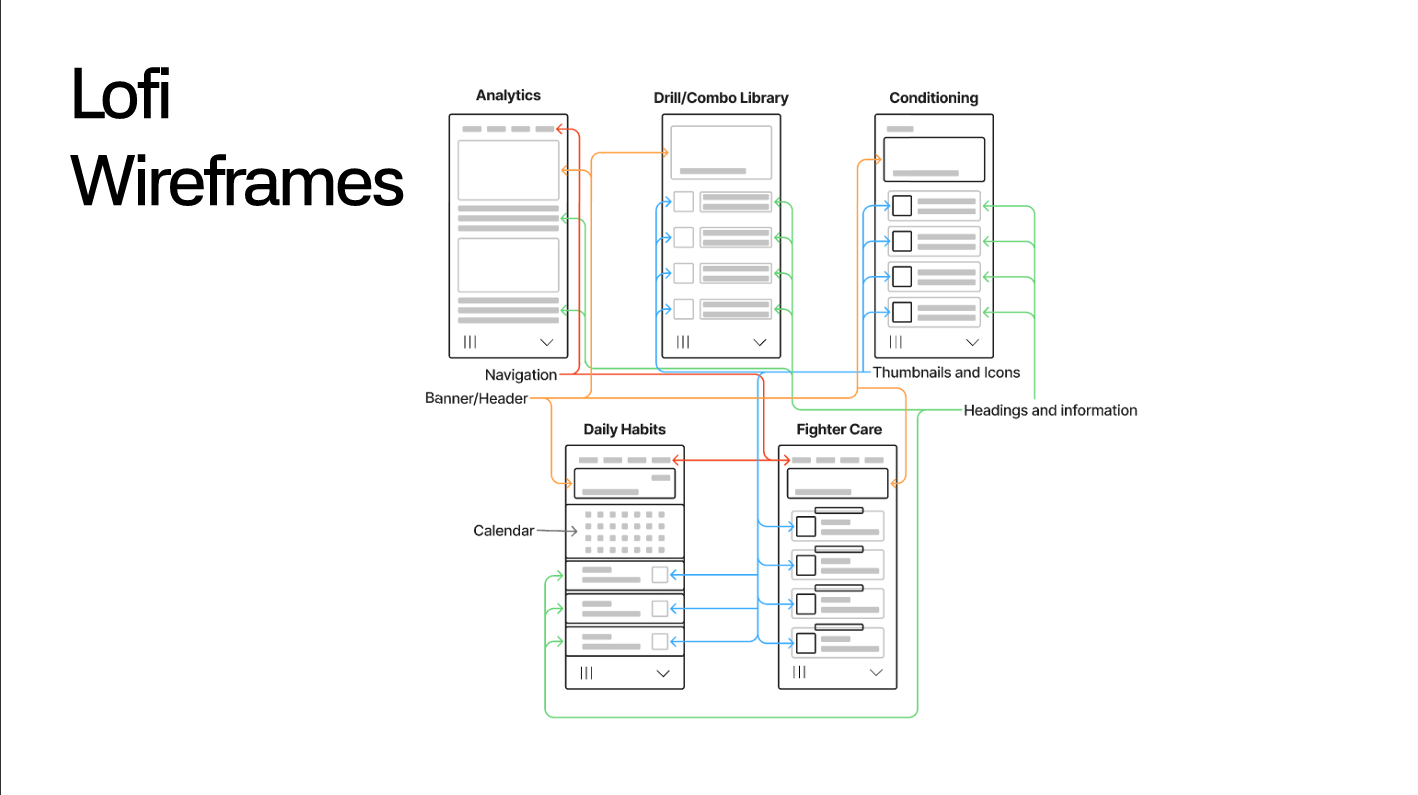 Lofi
Wireframes
Analytics
Drill/Combo Library
Conditioning
Navigation
Thumbnails and Icons
Banner/Header
Headings and information
Daily Habits
Fighter Care
Calendar